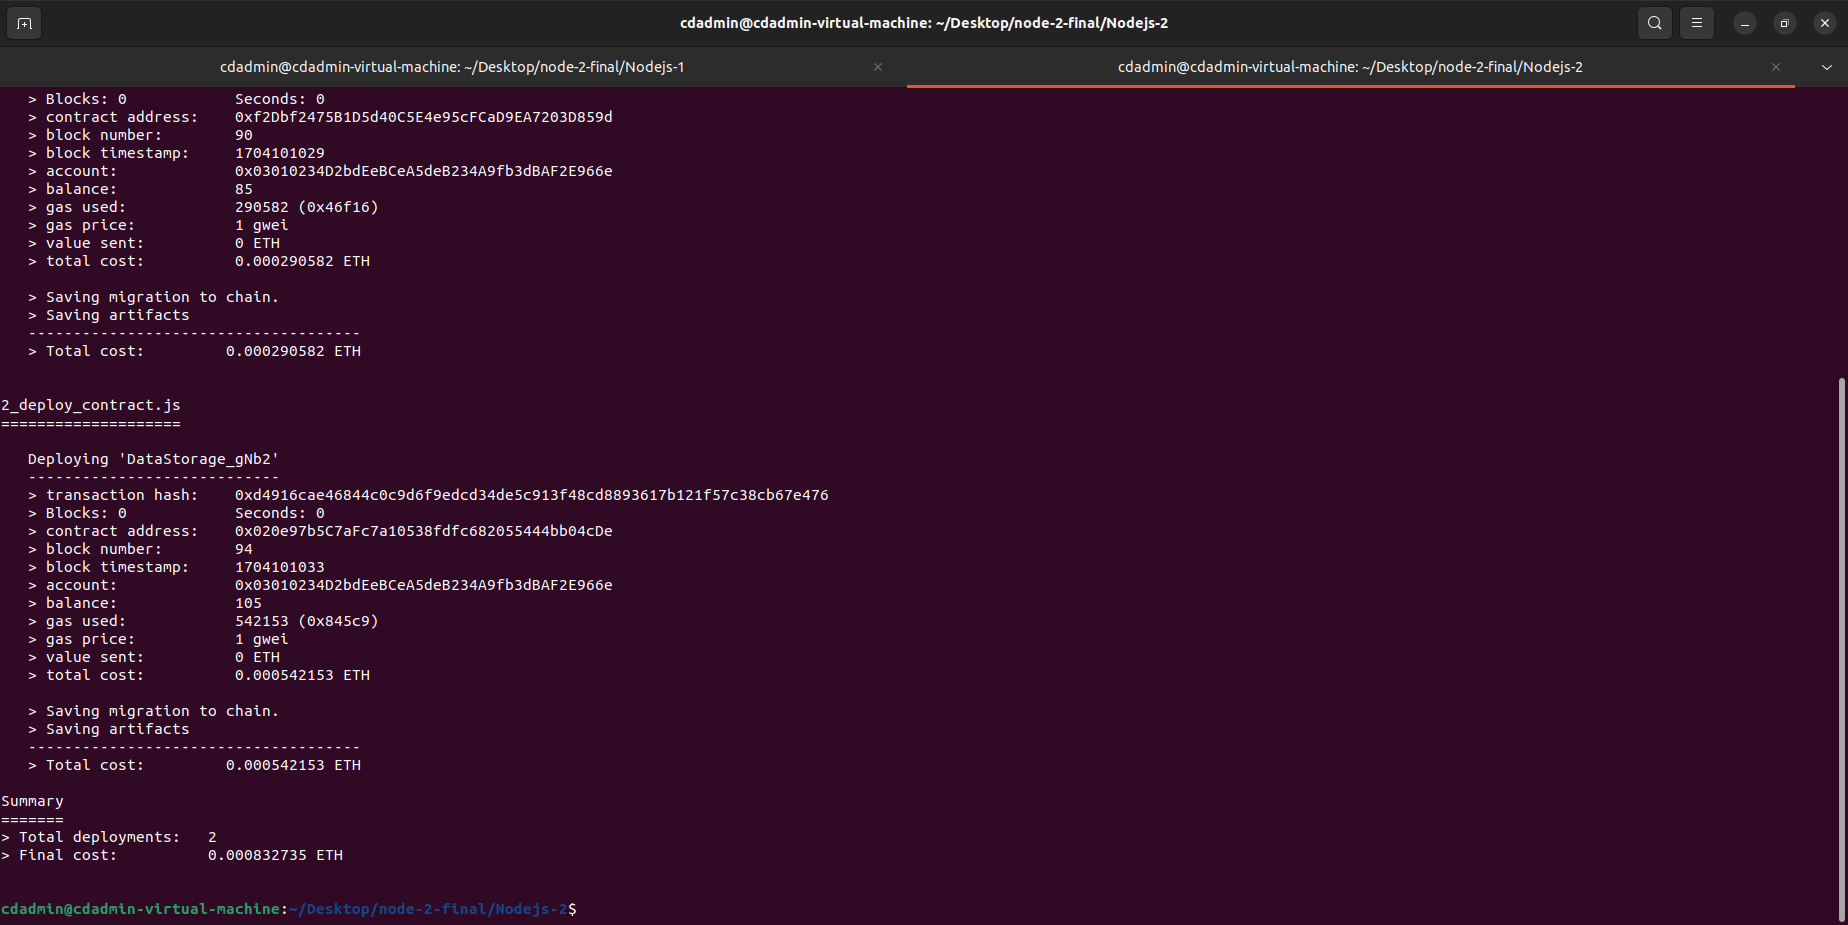 cdadmin@cdadmin-virtual-machine: ~/Desktop/node-2-final/Nodejs-2
cdadmin@cdadmin-virtual-machine: ~/Desktop/node-2-final/Nodejs-1
cdadmin@cdadmin-virtual-machine: ~/Desktop/node-2-final/Nodejs-2
   > Blocks: 0            Seconds: 0
   > contract address:    0xf2Dbf2475B1D5d40C5E4e95cFCaD9EA7203D859d
   > block number:        90
   > block timestamp:     1704101029
   > account:             0x03010234D2bdEeBCeA5deB234A9fb3dBAF2E966e
   > balance:             85
   > gas used:            290582 (0x46f16)
   > gas price:           1 gwei
   > value sent:          0 ETH
   > total cost:          0.000290582 ETH
   > Saving migration to chain.
   > Saving artifacts
   -------------------------------------
   > Total cost:         0.000290582 ETH
2_deploy_contract.js
====================
   Deploying 'DataStorage_gNb2'
   ----------------------------
   > transaction hash:    0xd4916cae46844c0c9d6f9edcd34de5c913f48cd8893617b121f57c38cb67e476
   > Blocks: 0            Seconds: 0
   > contract address:    0x020e97b5C7aFc7a10538fdfc682055444bb04cDe
   > block number:        94
   > block timestamp:     1704101033
   > account:             0x03010234D2bdEeBCeA5deB234A9fb3dBAF2E966e
   > balance:             105
   > gas used:            542153 (0x845c9)
   > gas price:           1 gwei
   > value sent:          0 ETH
   > total cost:          0.000542153 ETH
   > Saving migration to chain.
   > Saving artifacts
   -------------------------------------
   > Total cost:         0.000542153 ETH
Summary
=======
> Total deployments:   2
> Final cost:          0.000832735 ETH
cdadmin@cdadmin-virtual-machine:~/Desktop/node-2-final/Nodejs-2$